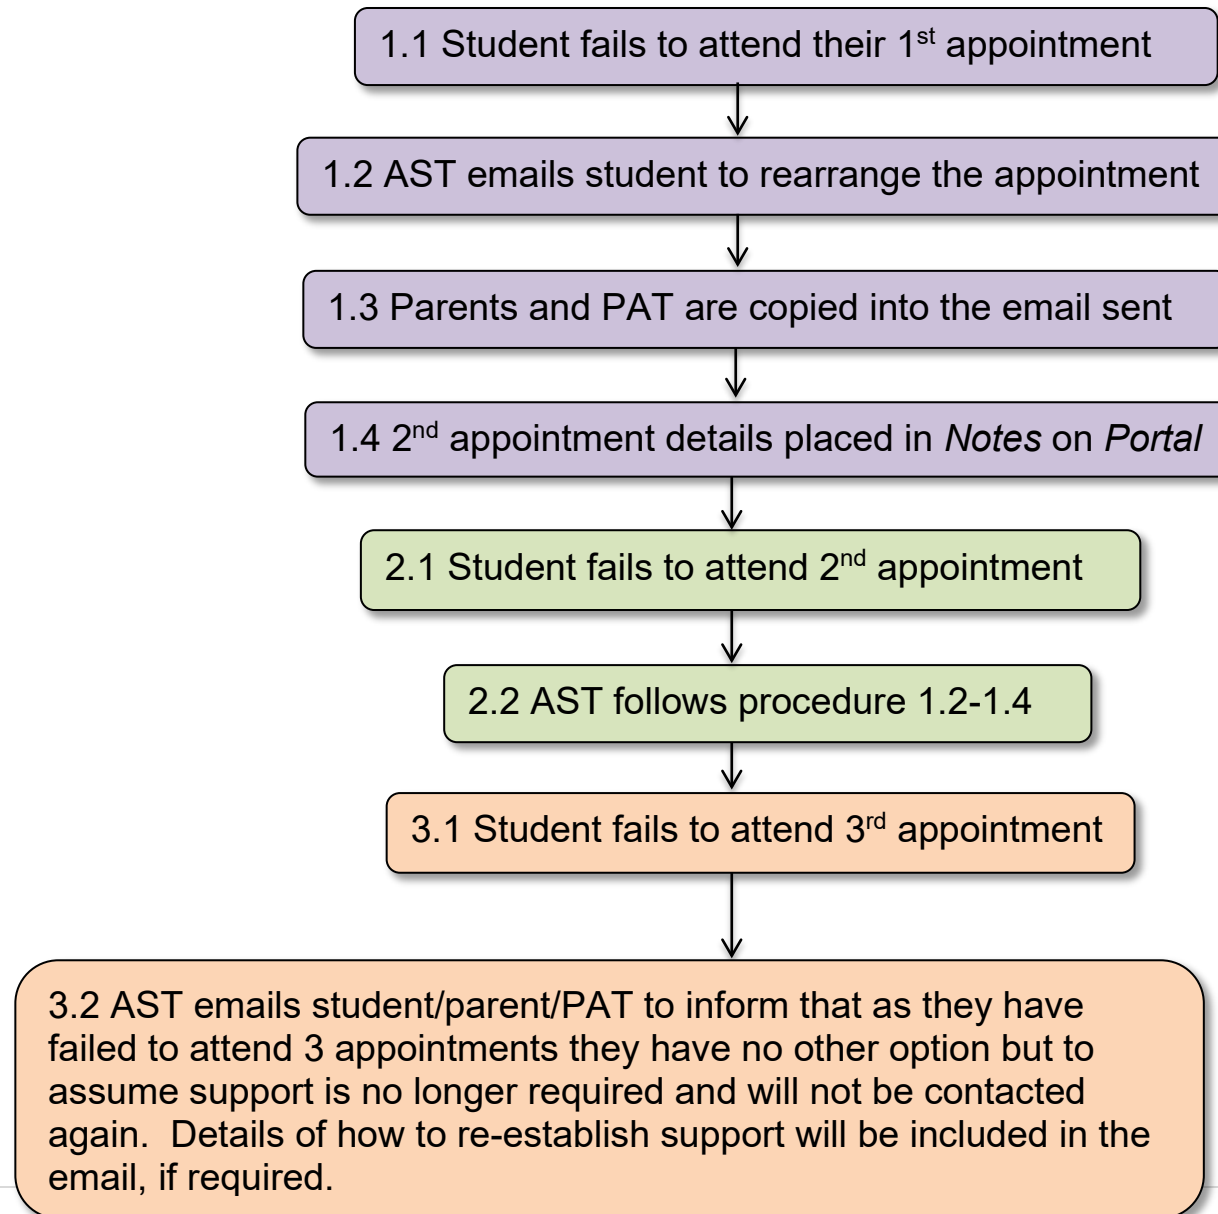 1.1 Student fails to attend their 1st appointment
1.2 AST emails student to rearrange the appointment
1.3 Parents and PAT are copied into the email sent
1.4 2nd appointment details placed in Notes on Portal
2.1 Student fails to attend 2nd appointment
2.2 AST follows procedure 1.2-1.4
3.1 Student fails to attend 3rd appointment
3.2 AST emails student/parent/PAT to inform that as they have
failed to attend 3 appointments they have no other option but to
assume support is no longer required and will not be contacted
again.  Details of how to re-establish support will be included in the
email, if required.